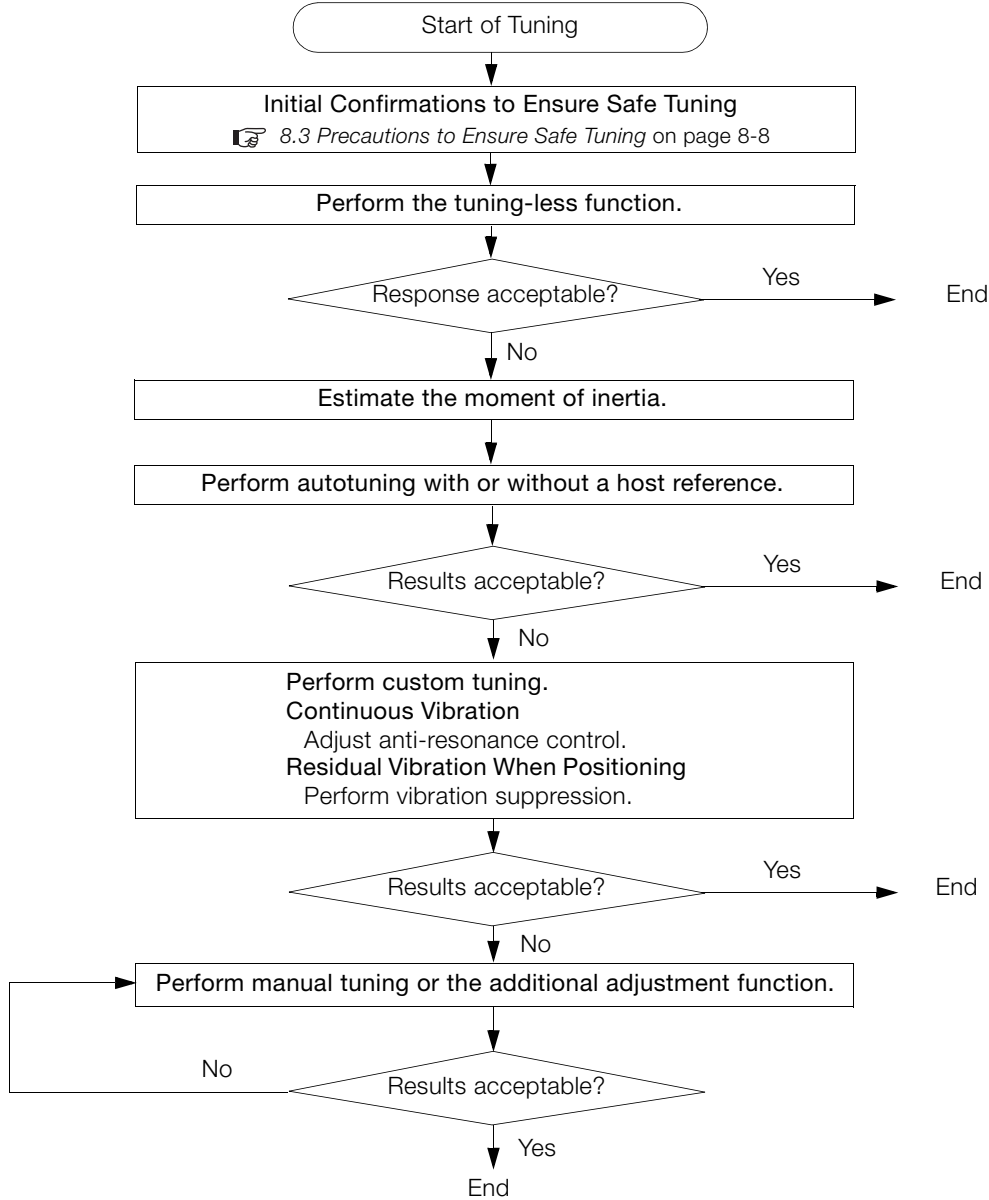 Start of Tuning
Initial Confirmations to Ensure Safe Tuning
8.3 Precautions to Ensure Safe Tuning on page 8-8
Perform the tuning-less function.
Response acceptable?
Yes
End
No
Estimate the moment of inertia.
Perform autotuning with or without a host reference.
Results acceptable?
Yes
End
No
Perform custom tuning.
Continuous Vibration
Adjust anti-resonance control.
Residual Vibration When Positioning
Perform vibration suppression.
Results acceptable?
Yes
End
No
Perform manual tuning or the additional adjustment function.
No
Results acceptable?
Yes
End